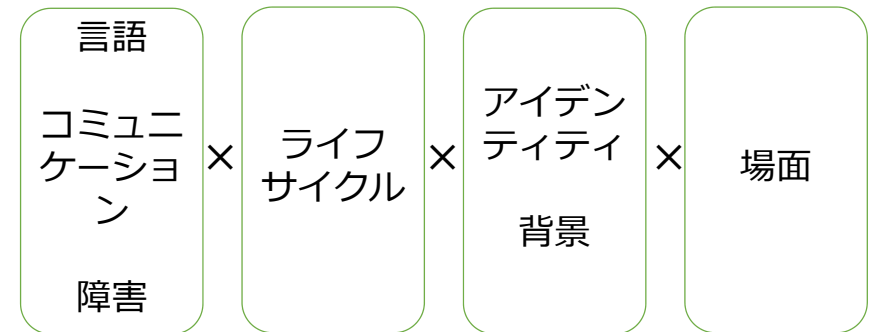 言語
コミュニ
ケーショ
ン
障害
×
ライフ
サイクル
×
アイデン
ティティ
背景
×
場面